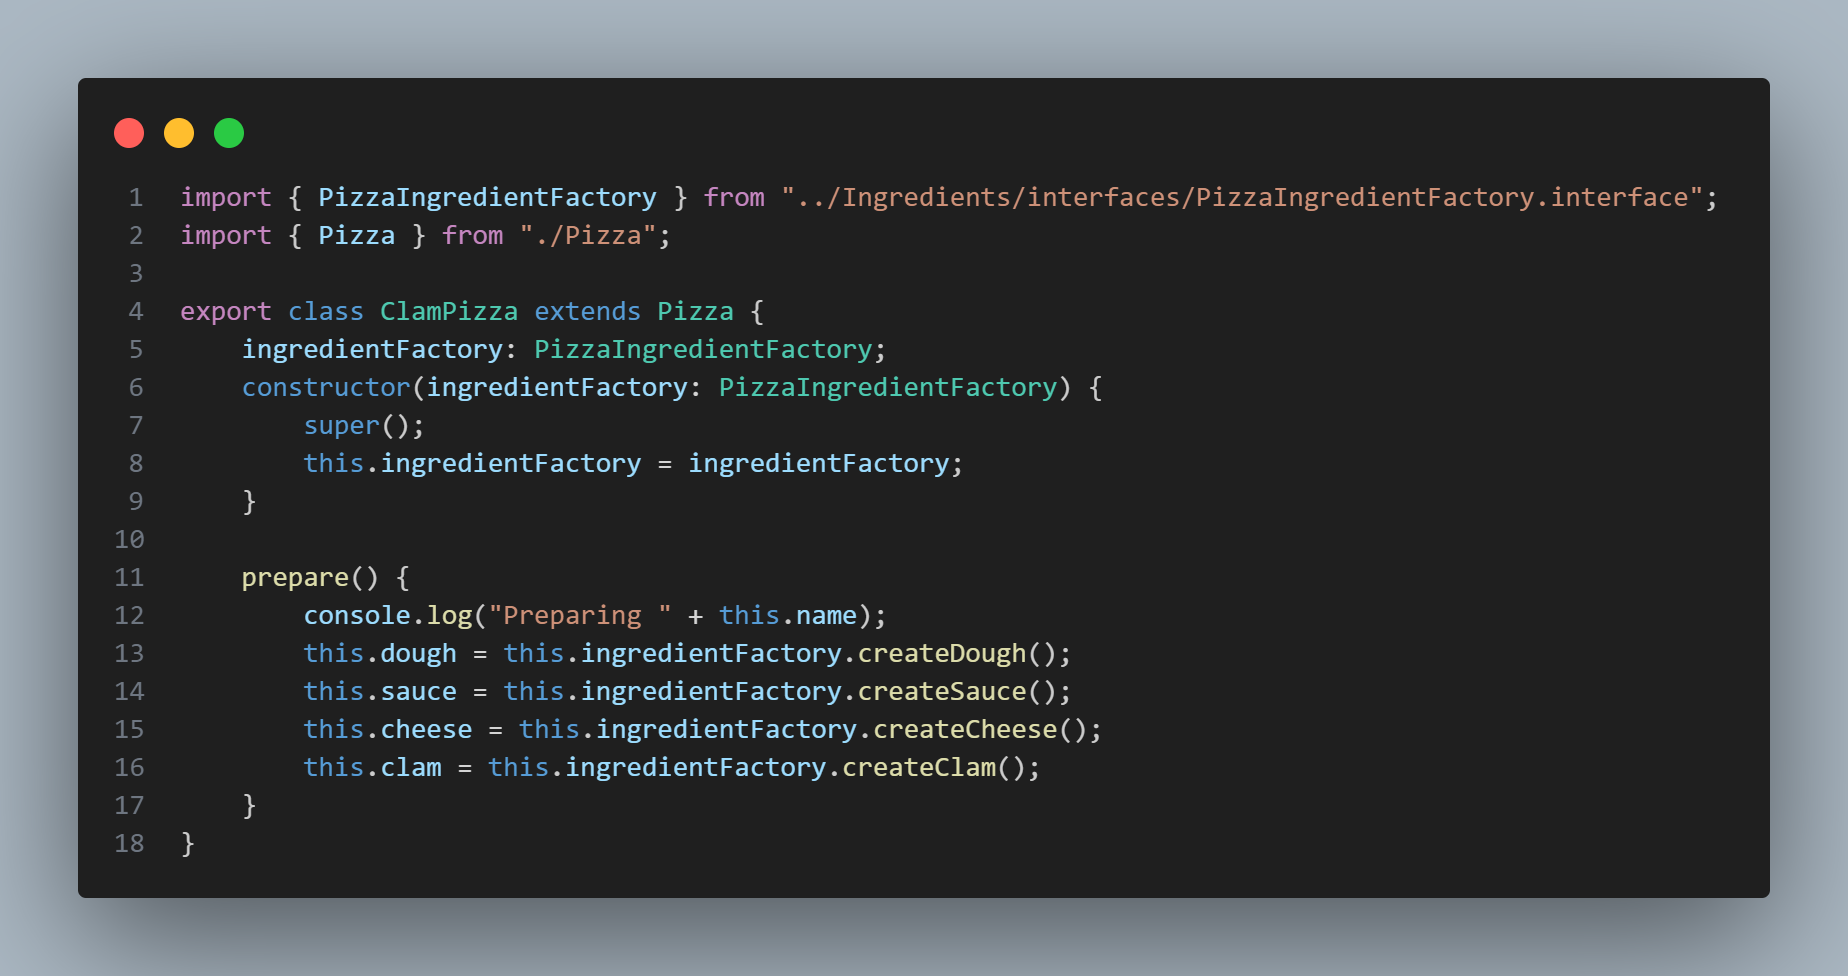 1 import { PizzaIngredientFactory } from "../Ingredients/interfaces/PizzaIngredientFactory.interface";
2 import { Pizza } from "./Pizza";
3
4 export class ClamPizza extends Pizza {
5     ingredientFactory: PizzaIngredientFactory;
6     constructor(ingredientFactory: PizzaIngredientFactory) {
7         super();
8         this.ingredientFactory = ingredientFactory;
9     }
10
11     prepare() {
12         console.log("Preparing " + this.name);
13         this.dough = this.ingredientFactory.createDough();
14         this.sauce = this.ingredientFactory.createSauce();
15         this.cheese = this.ingredientFactory.createCheese();
16         this.clam = this.ingredientFactory.createClam();
17     }
18 }